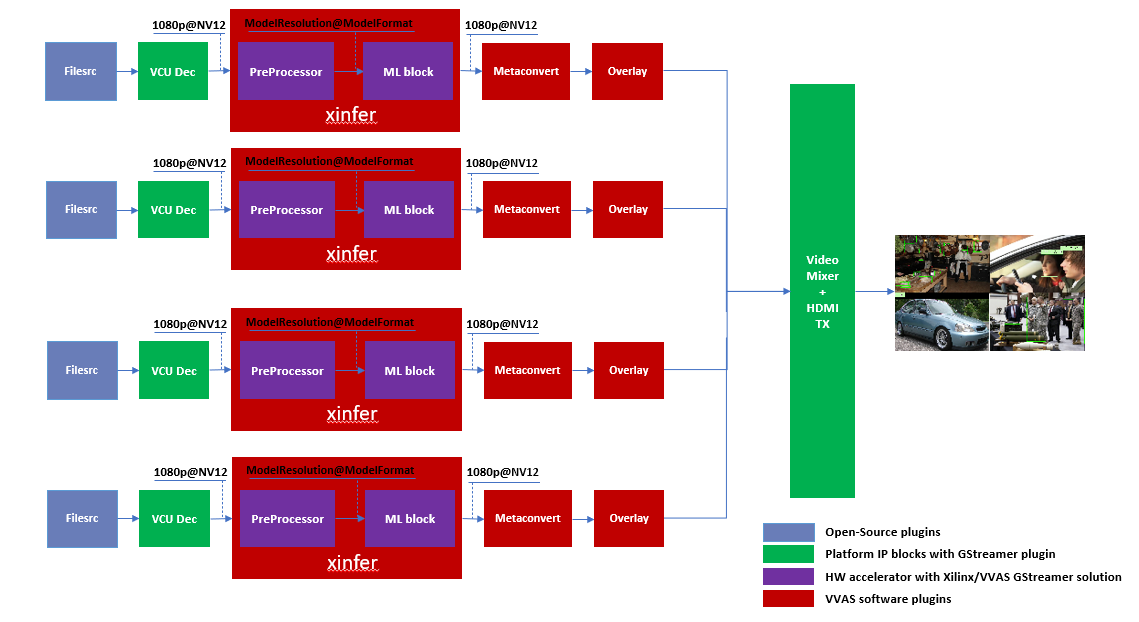 1080p@NV12
ModelResolution@ModelFormat
1080p@NV12
Filesrc
VCU Dec
PreProcessor
ML block
Metaconvert
Overlay
xinfer
1080p@NV12
ModelResolution@ModelFormat
1080p@NV12
Filesrc
VCU Dec
PreProcessor
ML block
Metaconvert
Overlay
xinfer
1080p@NV12
ModelResolution@ModelFormat
1080p@NV12
Filesrc
VCU Dec
PreProcessor
ML block
Metaconvert
Overlay
xinfer
1080p@NV12
ModelResolution@ModelFormat
1080p@NV12
Filesrc
VCU Dec
PreProcessor
ML block
Metaconvert
Overlay
xinfer
Video
Mixer
+
HDMI
TX
Open-Source plugins
Platform IP blocks with GStreamer plugin
HW accelerator with Xilinx/VVAS GStreamer solution
VVAS software plugins